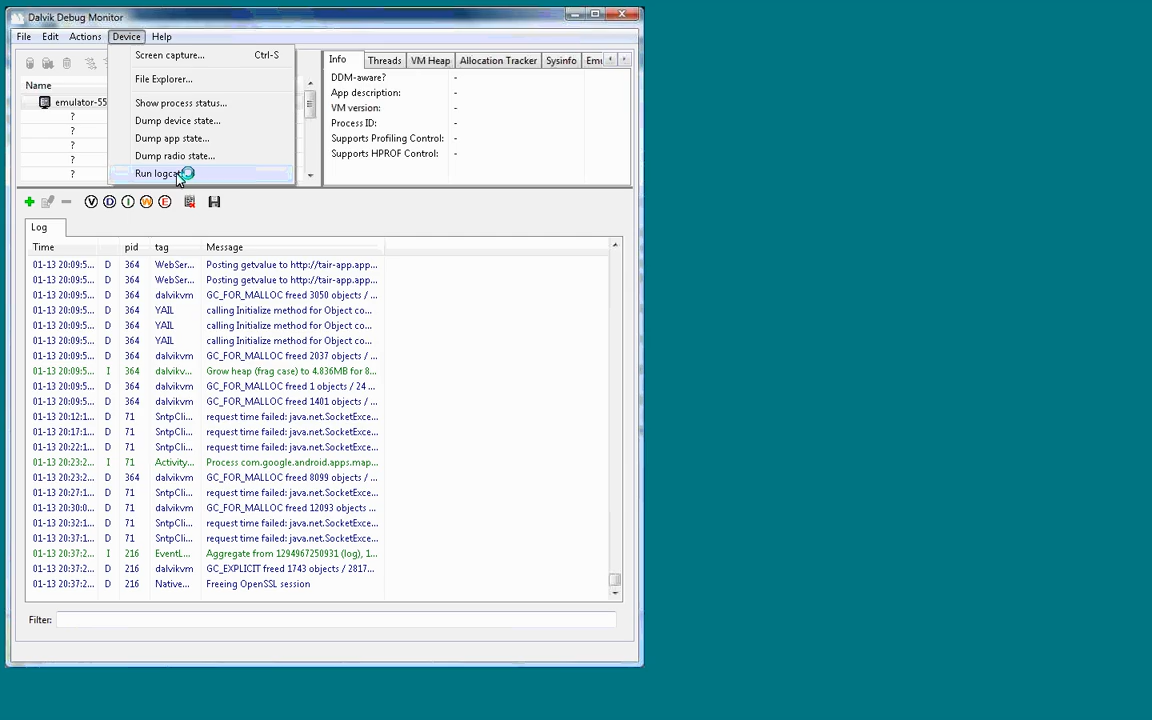 Dalvik Debug Monitor
File Edit Actions Device Help
Screen capture... Ctrl-S
File Explorer...
Show process status...
Dump device state...
Dump app state...
Dump radio state...
Run logcat
Name
emulator-55
?
?
?
?
?
Info Threads VM Heap Allocation Tracker Sysinfo Emu
DDM-aware? -
App description: -
VM version: -
Process ID: -
Supports Profiling Control: -
Supports HPROF Control: -
V D I W E
Log
Time pid tag Message
01-13 20:09:5... D 364 WebSer... Posting getvalue to http://tair-app.app...
01-13 20:09:5... D 364 WebSer... Posting getvalue to http://tair-app.app...
01-13 20:09:5... D 364 dalvikvm GC_FOR_MALLOC freed 3050 objects / ...
01-13 20:09:5... D 364 YAIL calling Initialize method for Object co...
01-13 20:09:5... D 364 YAIL calling Initialize method for Object co...
01-13 20:09:5... D 364 YAIL calling Initialize method for Object co...
01-13 20:09:5... D 364 dalvikvm GC_FOR_MALLOC freed 2037 objects / ...
01-13 20:09:5... I 364 dalvikv... Grow heap (frag case) to 4.836MB for 8...
01-13 20:09:5... D 364 dalvikvm GC_FOR_MALLOC freed 1 objects / 24 ...
01-13 20:09:5... D 364 dalvikvm GC_FOR_MALLOC freed 1401 objects / ...
01-13 20:12:1... D 71 SntpCli... request time failed: java.net.SocketExce...
01-13 20:17:1... D 71 SntpCli... request time failed: java.net.SocketExce...
01-13 20:22:1... D 71 SntpCli... request time failed: java.net.SocketExce...
01-13 20:23:2... I 71 Activity... Process com.google.android.apps.map...
01-13 20:23:2... D 364 dalvikvm GC_FOR_MALLOC freed 8099 objects / ...
01-13 20:27:1... D 71 SntpCli... request time failed: java.net.SocketExce...
01-13 20:30:0... D 71 dalvikvm GC_FOR_MALLOC freed 12093 objects / ...
01-13 20:32:1... D 71 SntpCli... request time failed: java.net.SocketExce...
01-13 20:37:1... D 71 SntpCli... request time failed: java.net.SocketExce...
01-13 20:37:2... I 216 EventL... Aggregate from 1294967250931 (log), 1...
01-13 20:37:2... D 216 dalvikvm GC_EXPLICIT freed 1743 objects / 2817...
01-13 20:37:2... D 216 Native... Freeing OpenSSL session
Filter: